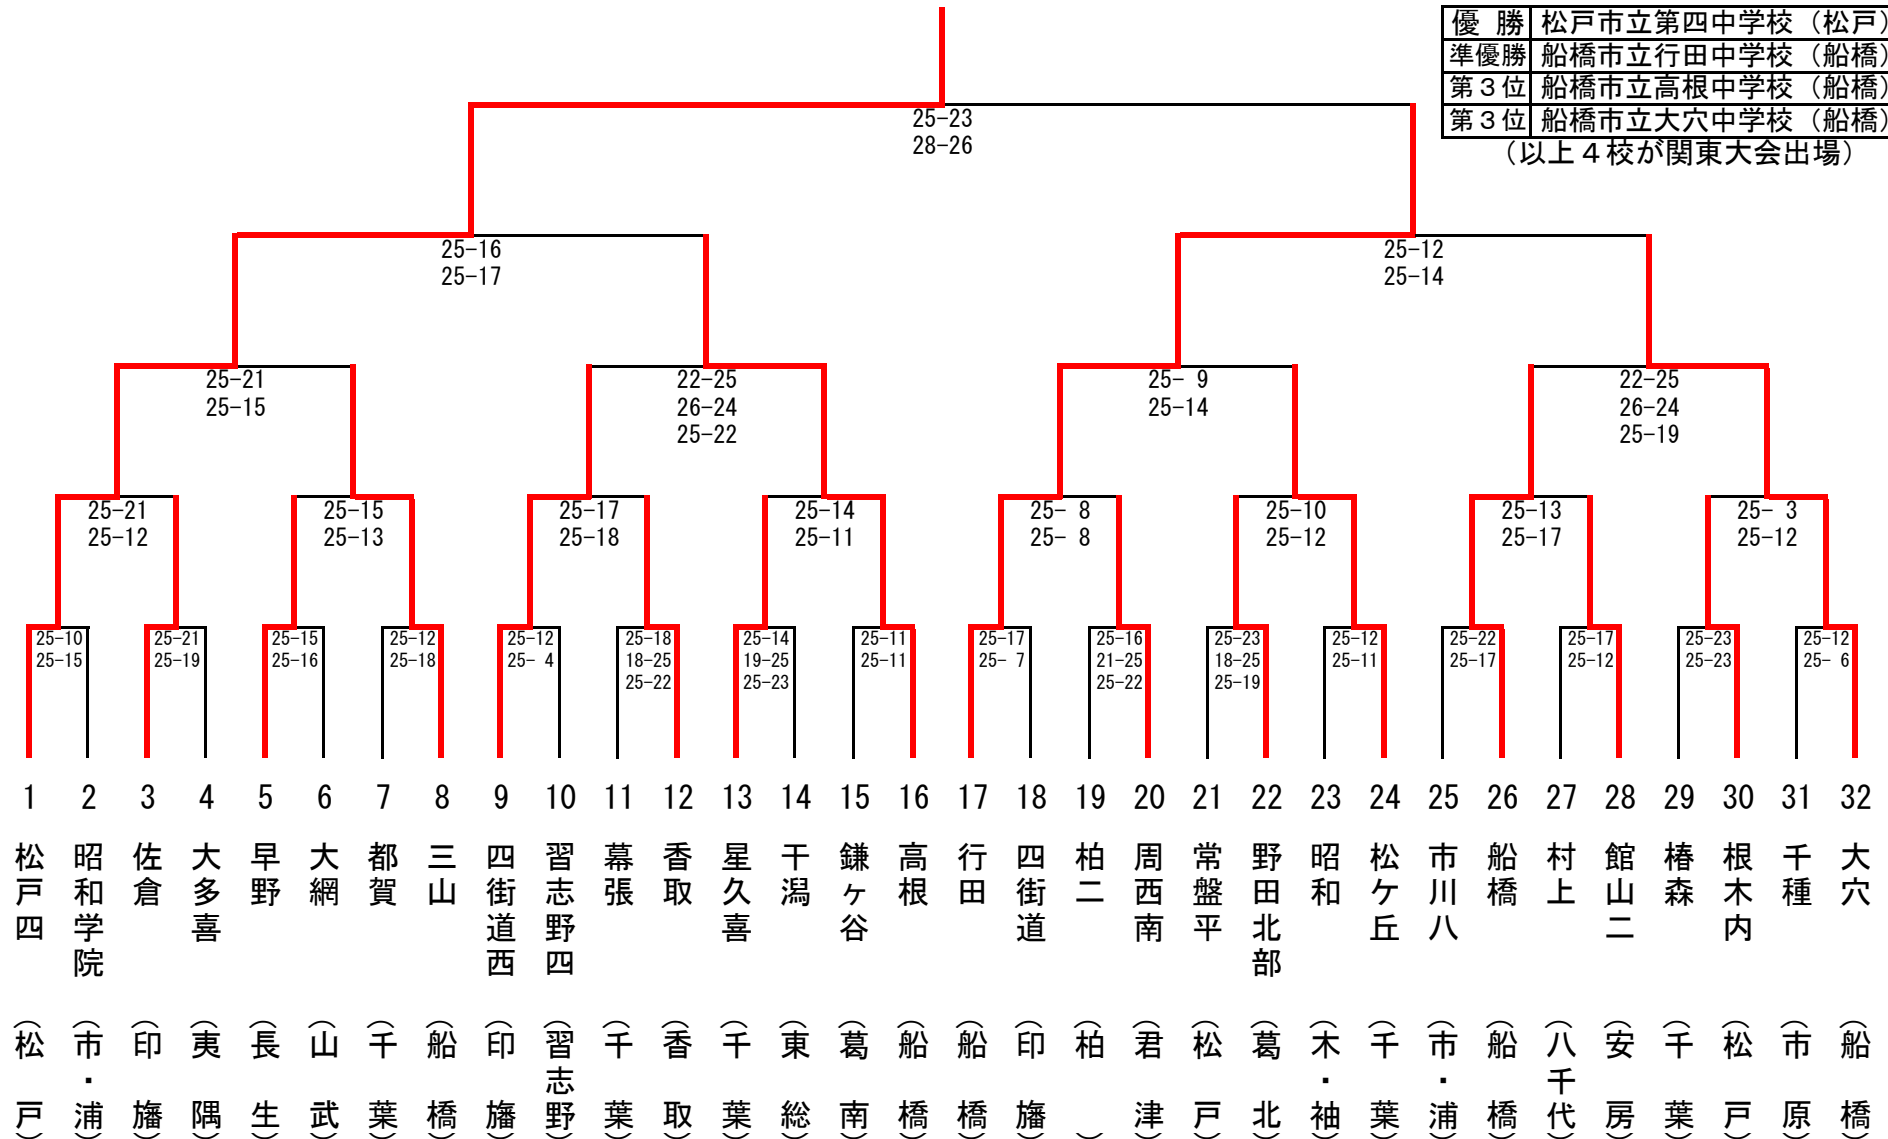 優 勝 松戸市立第四中学校（松戸）
準優勝 船橋市立行田中学校（船橋）
第３位 船橋市立高根中学校（船橋）
第３位 船橋市立大穴中学校（船橋）
（以上４校が関東大会出場）
25-23
28-26
25-16
25-17
25-12
25-14
25-21
25-15
22-25
26-24
25-22
25- 9
25-14
22-25
26-24
25-19
25-21
25-12
25-15
25-13
25-17
25-18
25-14
25-11
25- 8
25- 8
25-10
25-12
25-13
25-17
25- 3
25-12
25-10
25-15
25-21
25-19
25-15
25-16
25-12
25-18
25-12
25- 4
25-18
18-25
25-22
25-14
19-25
25-23
25-11
25-11
25-17
25- 7
25-16
21-25
25-22
25-23
18-25
25-19
25-12
25-11
25-22
25-17
25-17
25-12
25-23
25-23
25-12
25- 6
1 松戸四（松戸）
2 昭和学院（市・浦）
3 佐倉（印旛）
4 大多喜（夷隅）
5 早野（長生）
6 大網（山武）
7 都賀（千葉）
8 三山（船橋）
9 四街道西（印旛）
10 習志野四（習志野）
11 幕張（千葉）
12 香取（香取）
13 星久喜（千葉）
14 干潟（東総）
15 鎌ヶ谷（葛南）
16 高根（船橋）
17 行田（船橋）
18 四街道（印旛）
19 柏二（柏）
20 周西南（君津）
21 常盤平（松戸）
22 野田北部（葛北）
23 昭和（木・袖）
24 松ケ丘（千葉）
25 市川八（市・浦）
26 船橋（船橋）
27 村上（八千代）
28 館山二（安房）
29 椿森（千葉）
30 根木内（松戸）
31 千種（市原）
32 大穴（船橋）